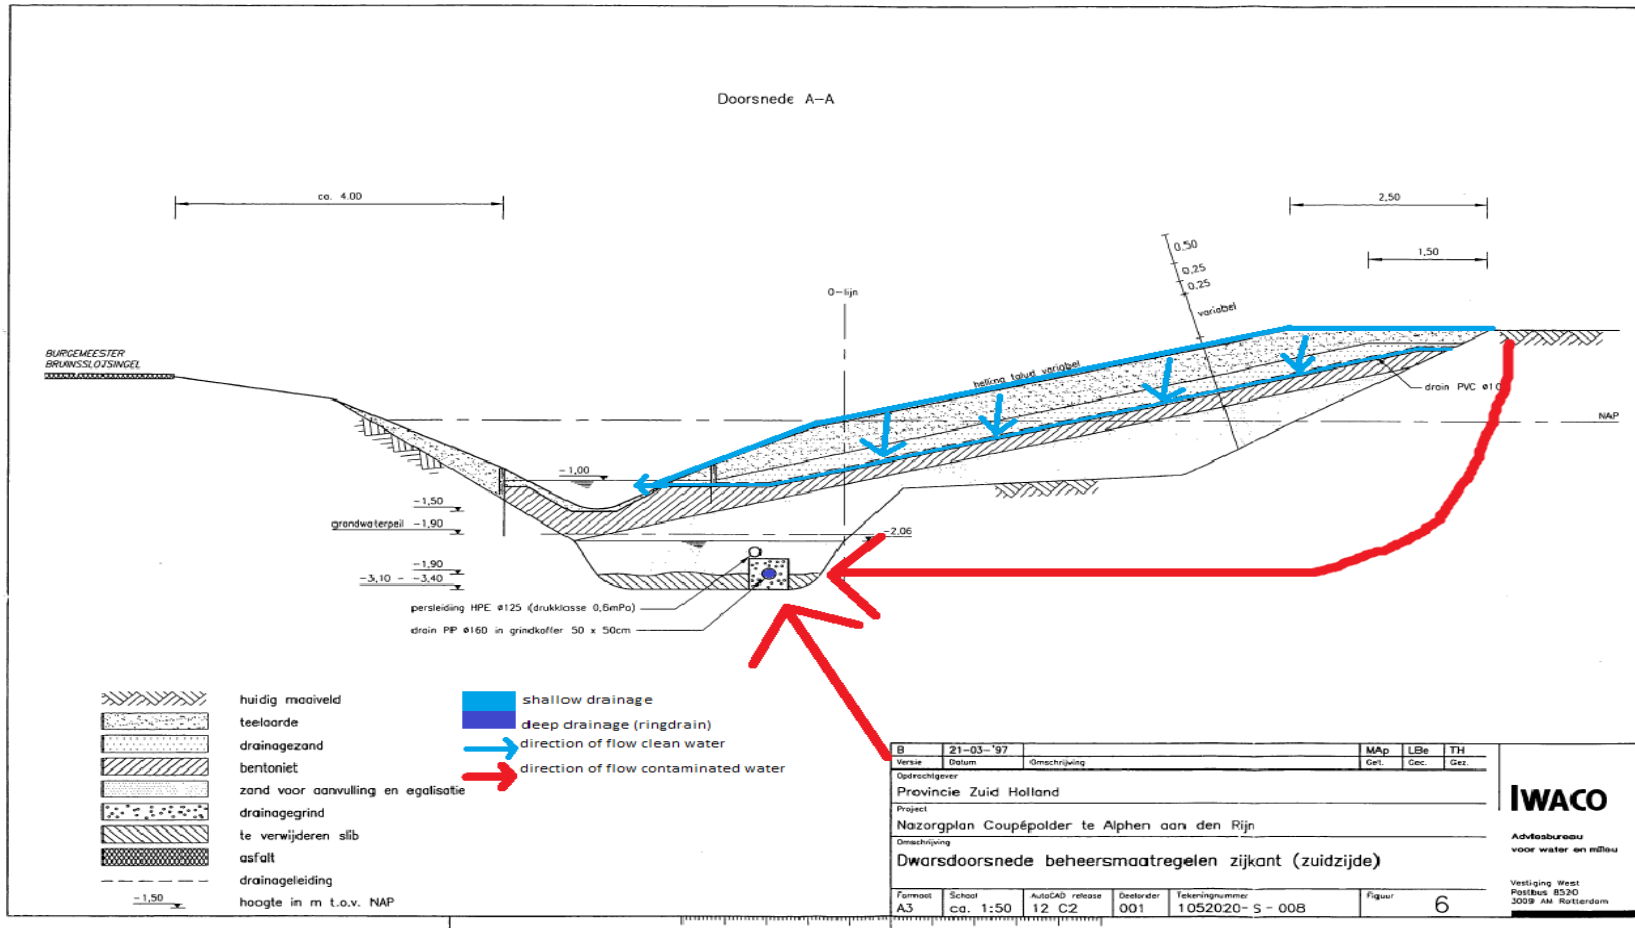 Doorsnede A-A
ca. 4.00
2,50
1,50
0.50
0,25
0,25
variabel
0-lijn
helling talud variabel
BURGEMEESTER
BRUINSSLOTSINGEL
drain PVC ø10
NAP
-1,00
-1,50
grondwaterpeil -1,90
-2,06
-1,90
-3,10 - -3,40
persleiding HPE ø125 (drukklasse 0,6mPa)
drain PIP ø160 in grindkoffer 50 x 50cm
huidig maaiveld
teelaarde
drainagezand
bentoniet
zand voor aanvulling en egalisatie
drainagegrind
te verwijderen slib
asfalt
drainageleiding
-1,50 hoogte in m t.o.v. NAP
shallow drainage
deep drainage (ringdrain)
direction of flow clean water
direction of flow contaminated water
B 21-03-'97 MAp LBe TH
Versie Datum Omschrijving Get. Gec. Gez.
Opdrachtgever
Provincie Zuid Holland
Project
Nazorgplan Coupépolder te Alphen aan den Rijn
Omschrijving
Dwarsdoorsnede beheersmaatregelen zijkant (zuidzijde)
Formaat Schaal AutoCAD release Deelorder Tekeningnummer Figuur
A3 ca. 1:50 12 C2 001 1052020-S-008 6
IWACO
Adviesbureau
voor water en milieu
Vestiging West
Postbus 8520
3009 AM Rotterdam